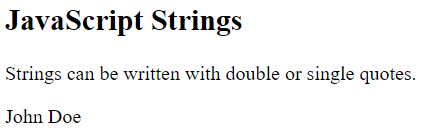 JavaScript Strings
Strings can be written with double or single quotes.
John Doe